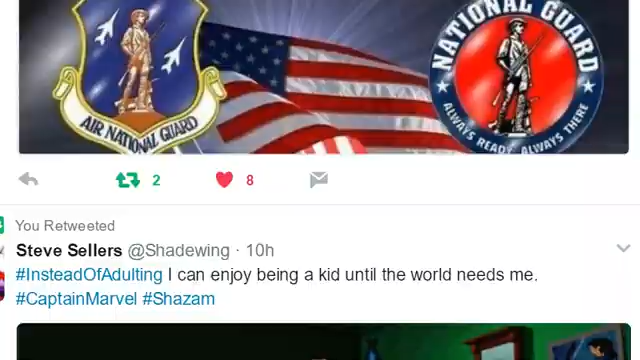 AIR NATIONAL GUARD
NATIONAL GUARD
ALWAYS READY, ALWAYS THERE
2
8
You Retweeted
Steve Sellers @Shadewing · 10h
#InsteadOfAdulting I can enjoy being a kid until the world needs me.
#CaptainMarvel #Shazam